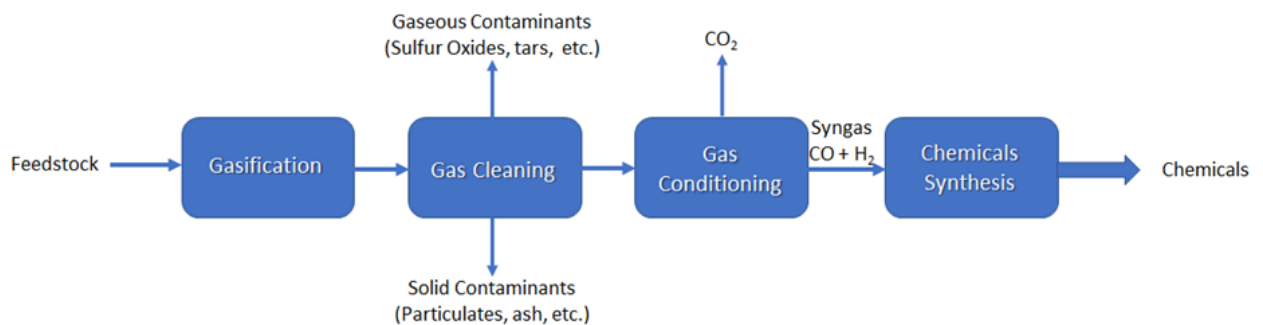 Gaseous Contaminants
(Sulfur Oxides, tars, etc.)
CO₂
Feedstock
Gasification
Gas Cleaning
Gas
Conditioning
Syngas
CO + H₂
Chemicals
Synthesis
Chemicals
Solid Contaminants
(Particulates, ash, etc.)